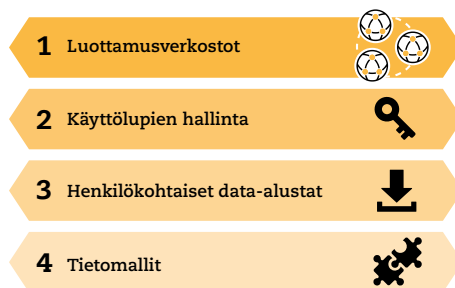 1 Luottamusverkostot
2 Käyttölupien hallinta
3 Henkilökohtaiset data-alustat
4 Tietomallit